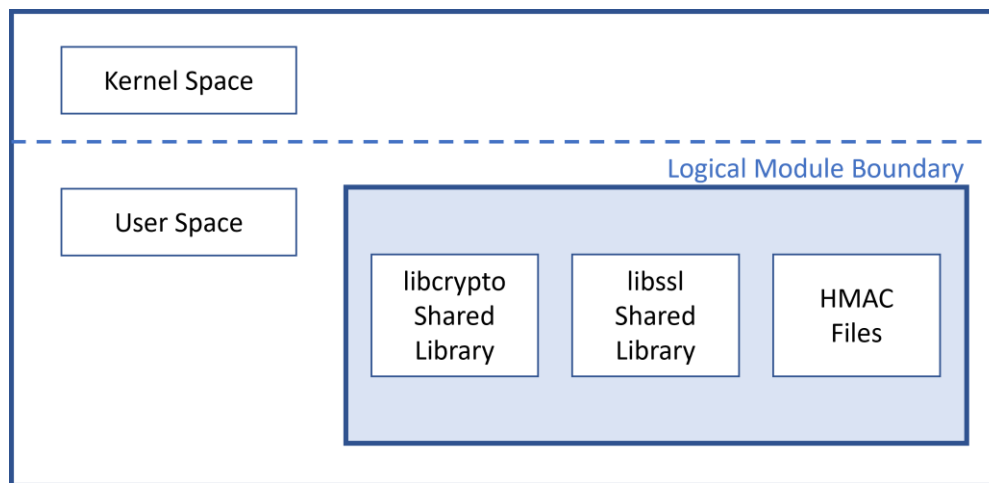 Kernel Space
Logical Module Boundary
User Space
libcrypto
Shared
Library
libssl
Shared
Library
HMAC
Files